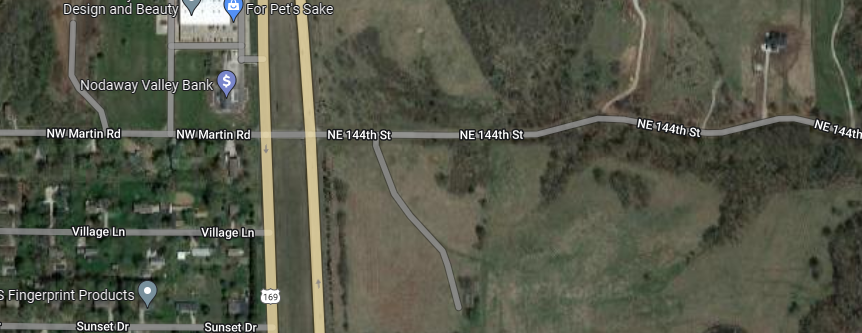 Design and Beauty
For Pet's Sake
Nodaway Valley Bank
NW Martin Rd
NW Martin Rd
NE 144th St
NE 144th St
NE 144th St
NE 144th
Village Ln
Village Ln
S Fingerprint Products
169
Sunset Dr
Sunset Dr